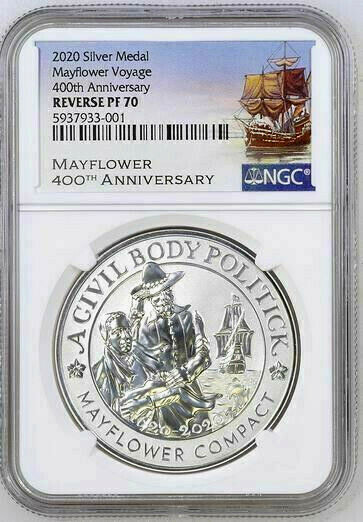 2020 Silver Medal
Mayflower Voyage
400th Anniversary
REVERSE PF 70
5937933-001
MAYFLOWER
400TH ANNIVERSARY
NGC®
A CIVIL BODY POLITICK
1620-2020
MAYFLOWER COMPACT